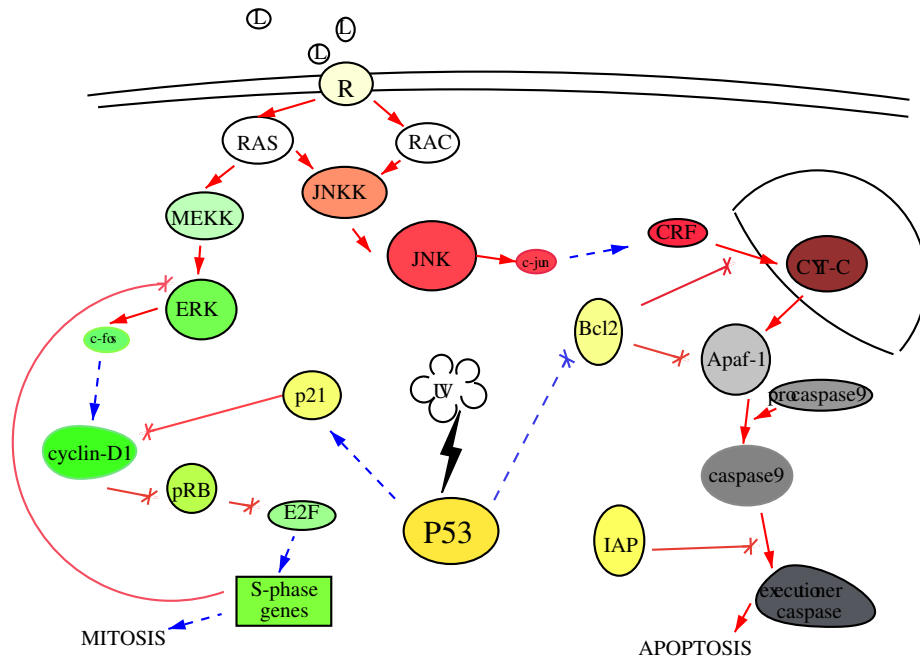 L
L
L
R
RAS
RAC
JNKK
MEKK
CRF
JNK
c-jun
CYT-C
ERK
Bcl2
c-fos
Apaf-1
UV
p21
procaspase9
cyclin-D1
pRB
caspase9
E2F
P53
IAP
S-phase
genes
executioner
caspase
MITOSIS
APOPTOSIS